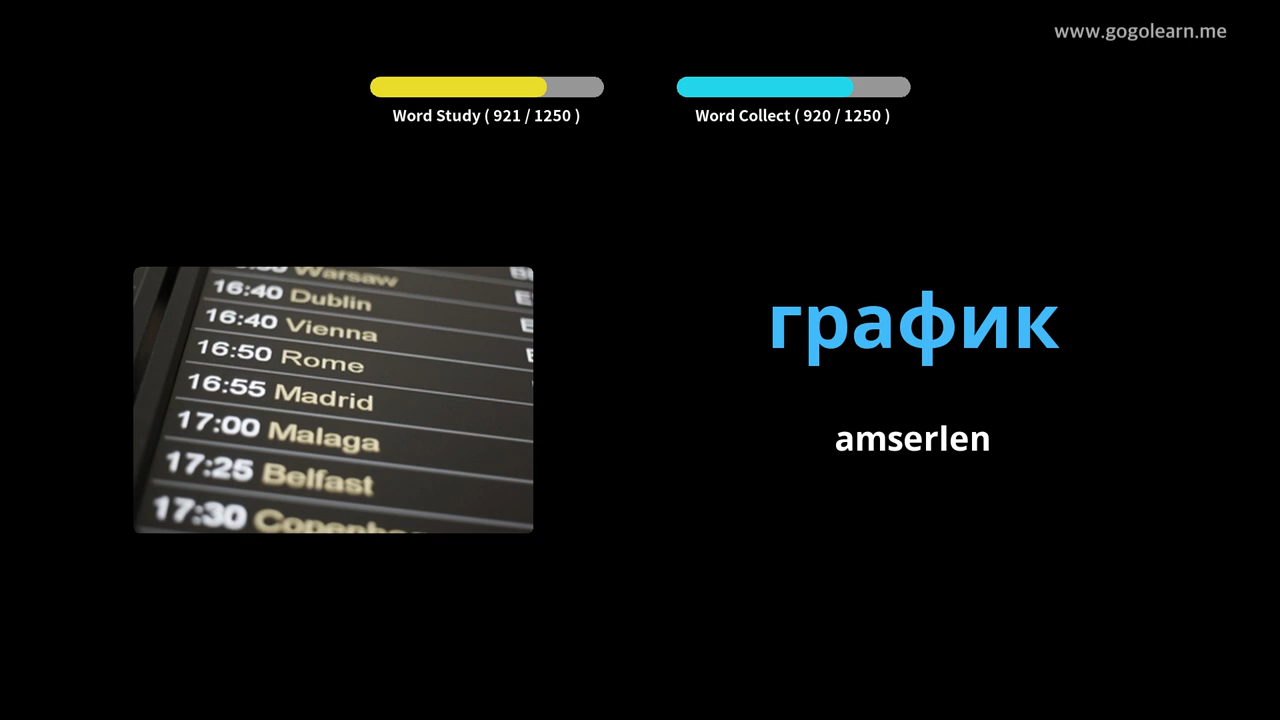 www.gogolearn.me
Word Study ( 921 / 1250 )
Word Collect ( 920 / 1250 )
Warsaw
16:40 Dublin
16:40 Vienna
16:50 Rome
16:55 Madrid
17:00 Malaga
17:25 Belfast
17:30
график
amserlen